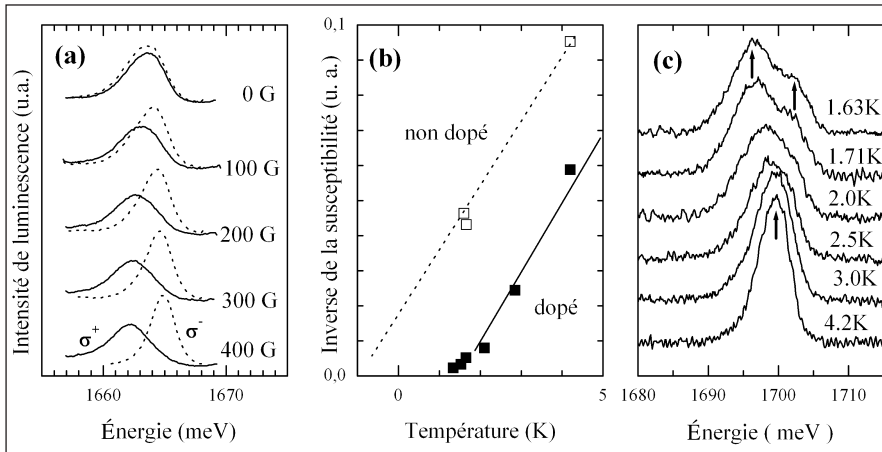 (a)
0 G
100 G
200 G
300 G
σ+
σ-
400 G
1660
1670
Énergie (meV)
Intensité de luminescence (u.a.)
(b)
0,1
non dopé
dopé
0,0
0
5
Température (K)
Inverse de la susceptibilité (u. a.)
(c)
1.63K
1.71K
2.0K
2.5K
3.0K
4.2K
1680
1690
1700
1710
Énergie ( meV)